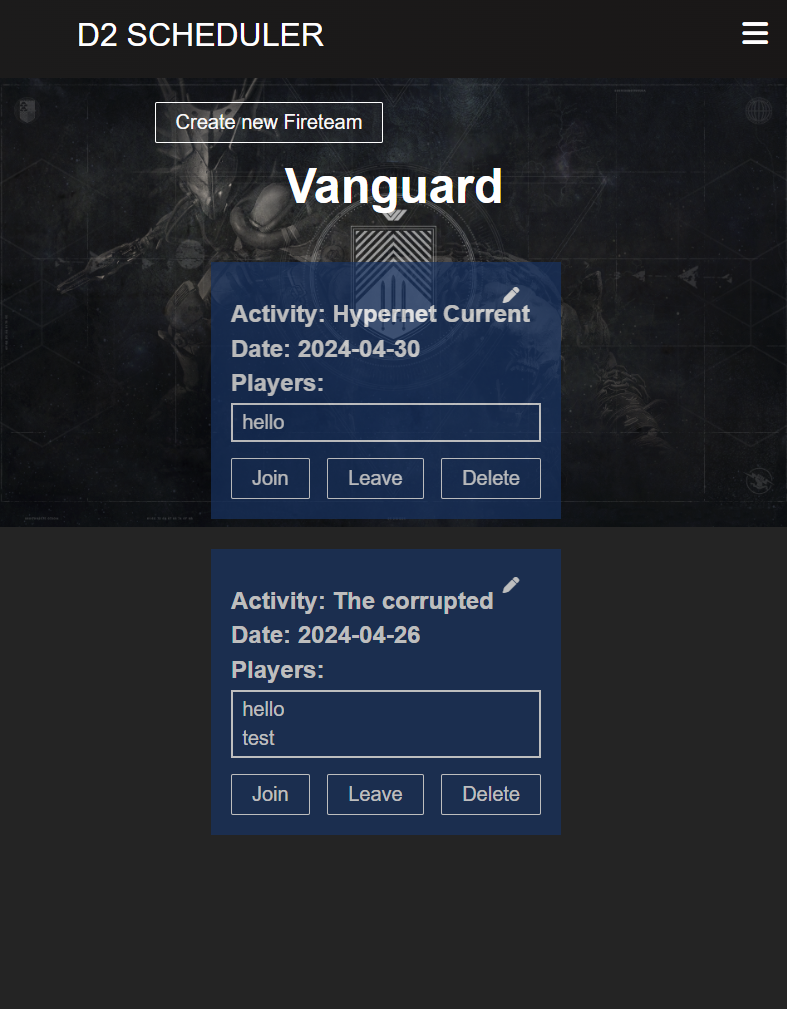 D2 SCHEDULER
Create new Fireteam
Vanguard
Activity: Hypernet Current
Date: 2024-04-30
Players:
hello
Join Leave Delete
Activity: The corrupted
Date: 2024-04-26
Players:
hello
test
Join Leave Delete